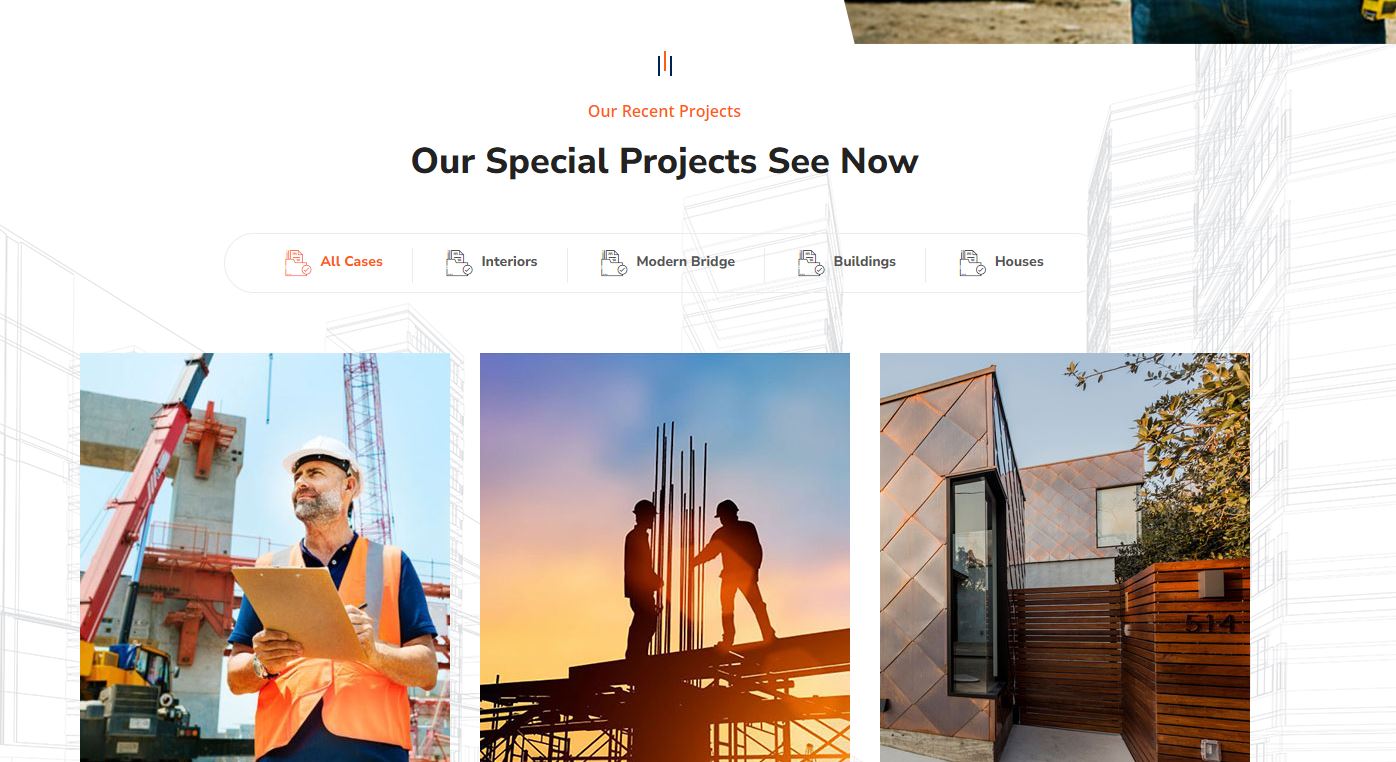 Our Recent Projects
Our Special Projects See Now
All Cases
Interiors
Modern Bridge
Buildings
Houses
514